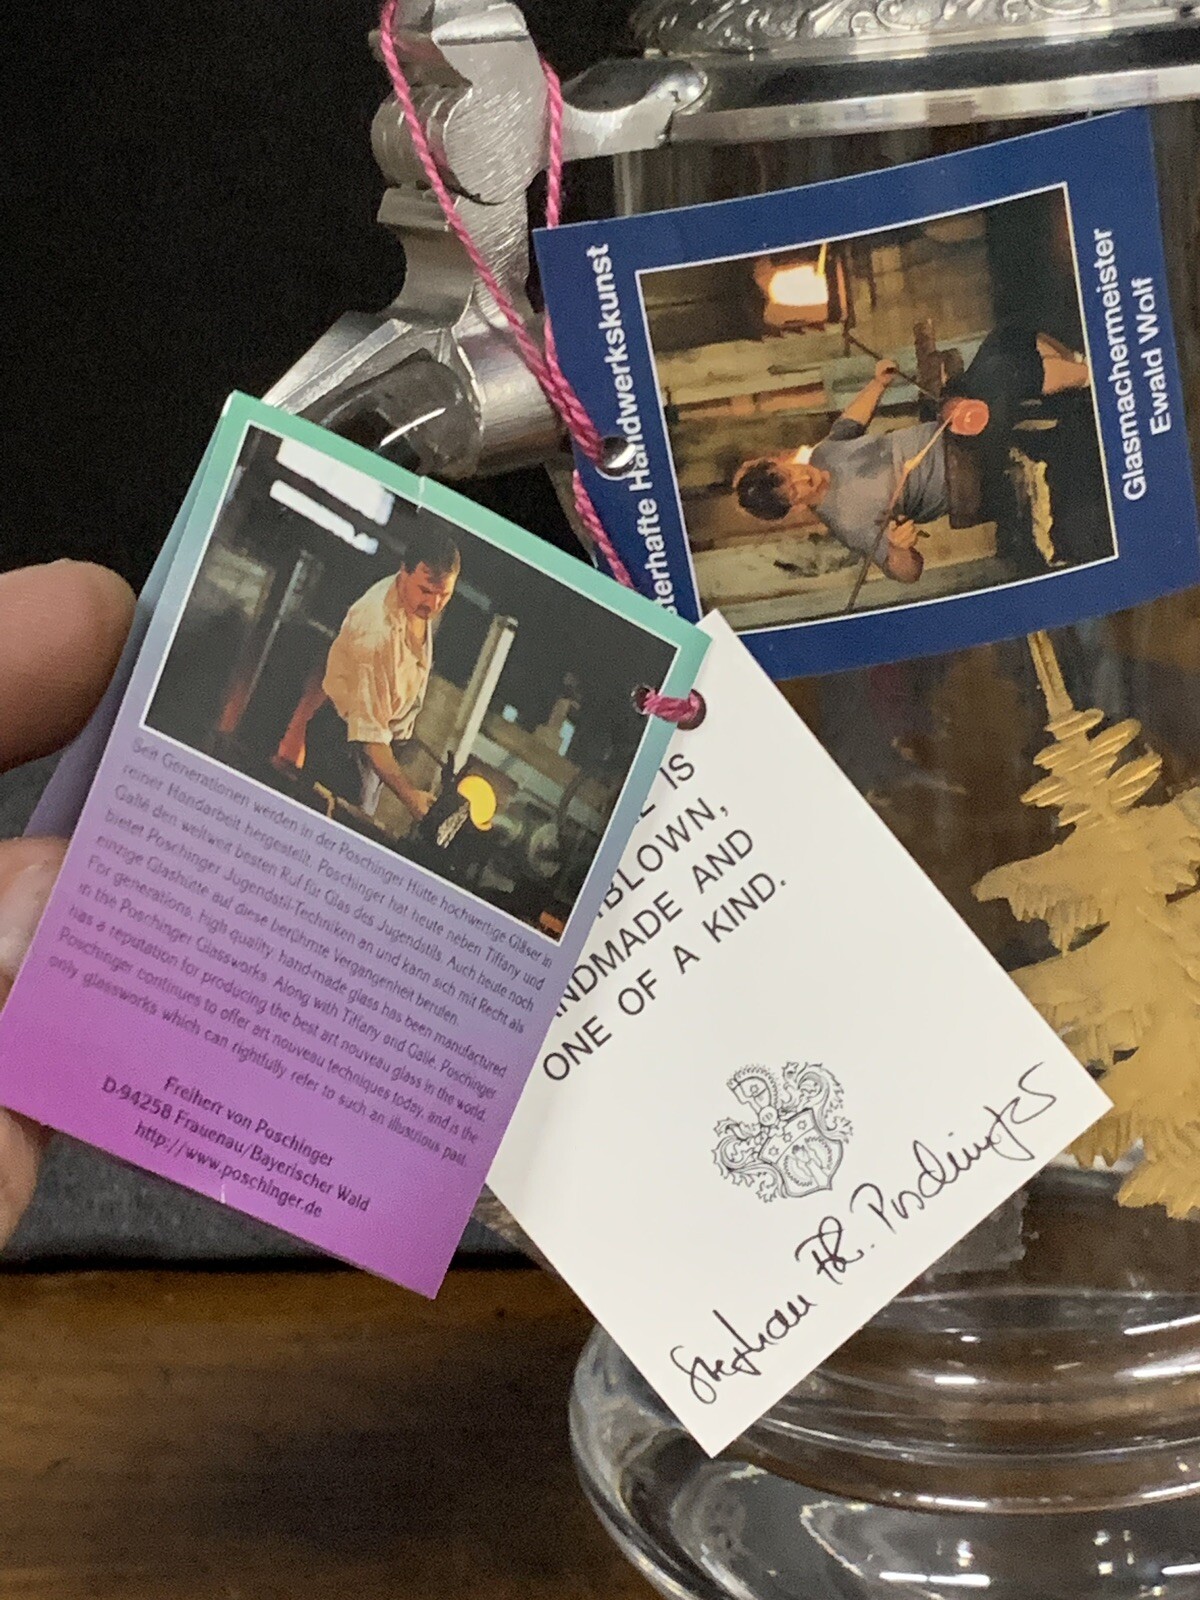 Handwerkskunst
Glasmachermeister
Ewald Wolf
Seit Generationen werden in der Poschinger Hütte hochwertige Gläser in
reiner Handarbeit hergestellt. Poschinger hat heute neben Tiffany und
Gallé den weltweit besten Ruf für Glas des Jugendstils. Auch heute noch
bietet Poschinger Jugendstil-Techniken an und kann sich mit Recht als
einzige Glashütte auf diese berühmte Vergangenheit berufen.
For generations, high quality hand-made glass has been manufactured
in the Poschinger Glassworks. Along with Tiffany and Gallé, Poschinger
has a reputation for producing the best art nouveau glass in the world.
Poschinger continues to offer art nouveau techniques today, and is the
only glassworks which can rightfully refer to such an illustrious past.
Freiherr von Poschinger
D-94258 Frauenau/Bayerischer Wald
http://www.poschinger.de
IS
BLOWN,
NDMADE AND
ONE OF A KIND.
Stephan Fh. Poschinger